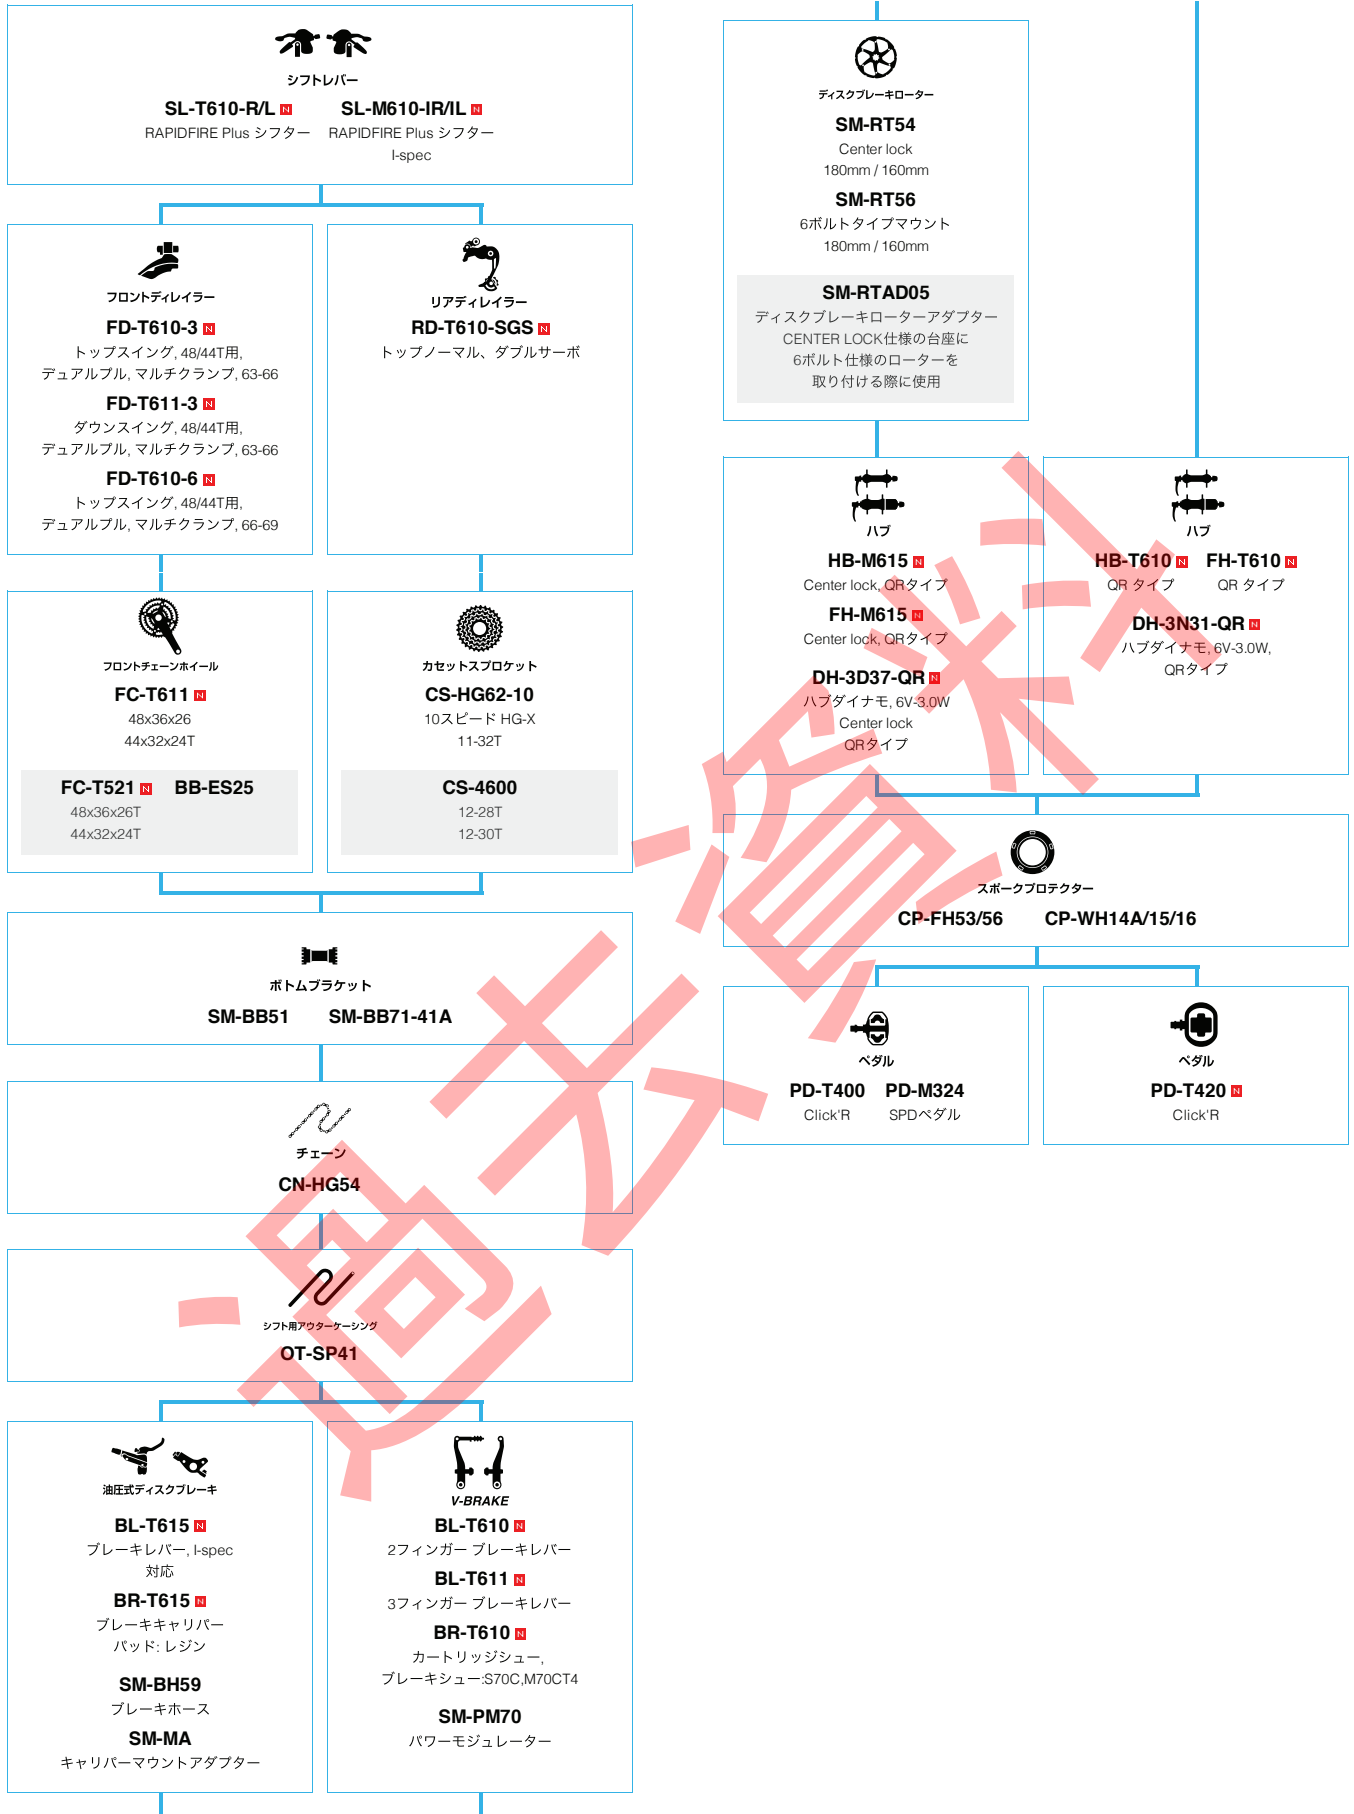 シフトレバー
SL-T610-R/L N SL-M610-IR/IL N
RAPIDFIRE Plus シフター RAPIDFIRE Plus シフター
I-spec
フロントディレイラー
FD-T610-3 N
トップスイング, 48/44T用,
デュアルプル, マルチクランプ, 63-66
FD-T611-3 N
ダウンスイング, 48/44T用,
デュアルプル, マルチクランプ, 63-66
FD-T610-6 N
トップスイング, 48/44T用,
デュアルプル, マルチクランプ, 66-69
リアディレイラー
RD-T610-SGS N
トップノーマル、ダブルサーボ
フロントチェーンホイール
FC-T611 N
48x36x26
44x32x24T
FC-T521 N BB-ES25
48x36x26T
44x32x24T
カセットスプロケット
CS-HG62-10
10スピード HG-X
11-32T
CS-4600
12-28T
12-30T
ボトムブラケット
SM-BB51 SM-BB71-41A
チェーン
CN-HG54
シフト用アウターケーシング
OT-SP41
油圧式ディスクブレーキ
BL-T615 N
ブレーキレバー, I-spec
対応
BR-T615 N
ブレーキキャリパー
パッド: レジン
SM-BH59
ブレーキホース
SM-MA
キャリパーマウントアダプター
V-BRAKE
BL-T610 N
2フィンガー ブレーキレバー
BL-T611 N
3フィンガー ブレーキレバー
BR-T610 N
カートリッジシュー,
ブレーキシュー:S70C,M70CT4
SM-PM70
パワーモジュレーター
ディスクブレーキローター
SM-RT54
Center lock
180mm / 160mm
SM-RT56
6ボルトタイプマウント
180mm / 160mm
SM-RTAD05
ディスクブレーキローターアダプター
CENTER LOCK仕様の台座に
6ボルト仕様のローターを
取り付ける際に使用
ハブ
HB-M615 N
Center lock, QRタイプ
FH-M615 N
Center lock, QRタイプ
DH-3D37-QR N
ハブダイナモ, 6V-3.0W
Center lock
QRタイプ
ハブ
HB-T610 N FH-T610 N
QR タイプ QR タイプ
DH-3N31-QR N
ハブダイナモ, 6V-3.0W,
QRタイプ
スポークプロテクター
CP-FH53/56 CP-WH14A/15/16
ペダル
PD-T400 PD-M324
Click'R SPDペダル
ペダル
PD-T420 N
Click'R
過去資料